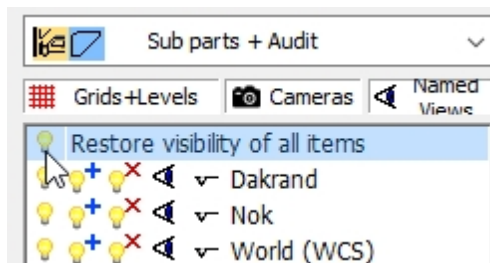 Sub parts + Audit
Grids+Levels Cameras Named Views
Restore visibility of all items
Dakrand
Nok
World (WCS)